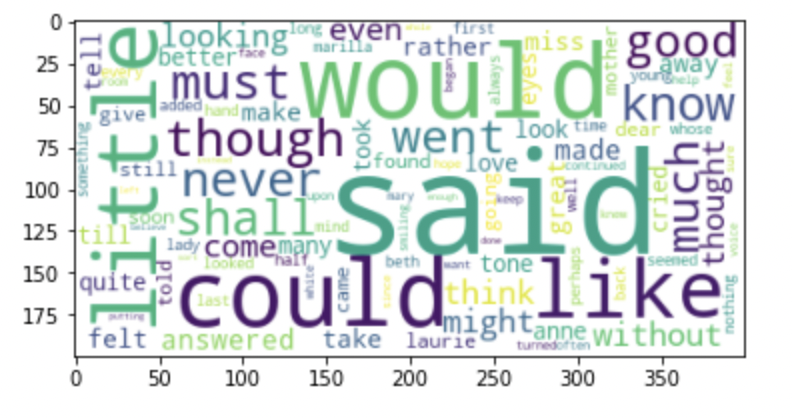 0
25
50
75
100
125
150
175
0 50 100 150 200 250 300 350
tell
little
looking
long
even
first
marilla
rather
miss
mother
good
better
face
away
every
room
must
would
began
always
eyes
young
help
feel
give
added
hand
make
know
something
though
took
went
look
time
dear
whose
still
found
hope
love
made
continued
much
thought
sure
never
upon
said
great
well
going
keep
cried
soon
shall
mind
mary
smiling
enough
know
till
believe
lady
come
many
done
voice
quite
told
looked
half
white
came
since
beth
want
tone
perhaps
back
seemed
nothing
last
could
think
like
putting
might
anne
without
felt
answered
take
laurie
turned
often